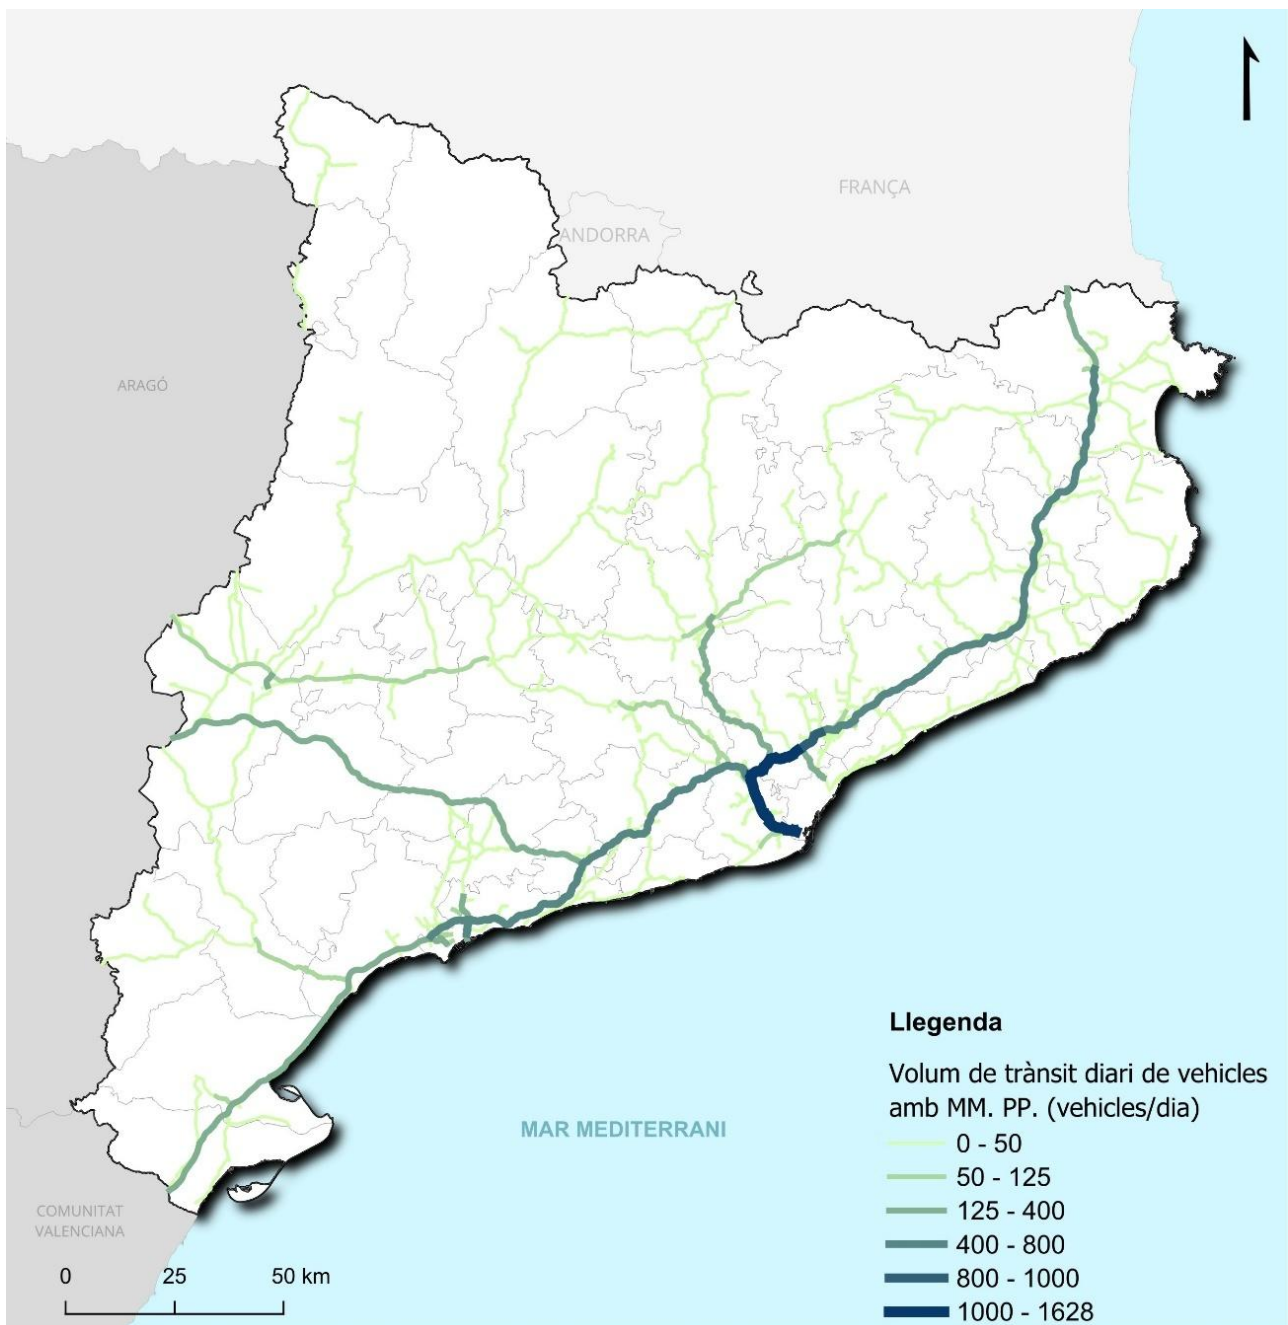 FRANÇA
ANDORRA
ARAGÓ
MAR MEDITERRANI
COMUNITAT
VALENCIANA
0 25 50 km
Llegenda
Volum de trànsit diari de vehicles
amb MM. PP. (vehicles/dia)
0 - 50
50 - 125
125 - 400
400 - 800
800 - 1000
1000 - 1628